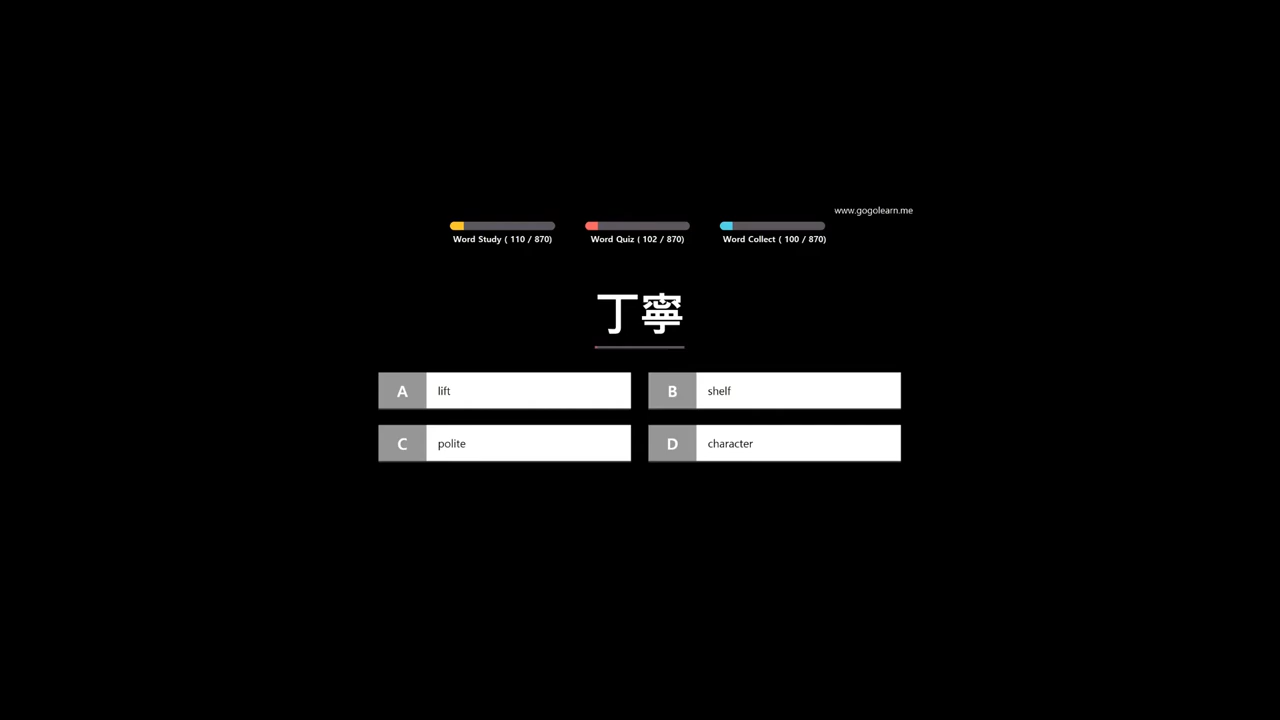 www.gogolearn.me
Word Study ( 110 / 870)
Word Quiz ( 102 / 870)
Word Collect ( 100 / 870)
丁寧
A lift
B shelf
C polite
D character